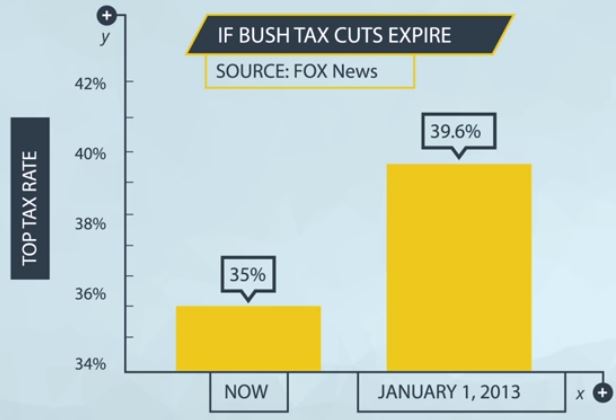 IF BUSH TAX CUTS EXPIRE
SOURCE: FOX News
y
42%
40%
38%
36%
34%
TOP TAX RATE
35%
39.6%
NOW
JANUARY 1, 2013
x